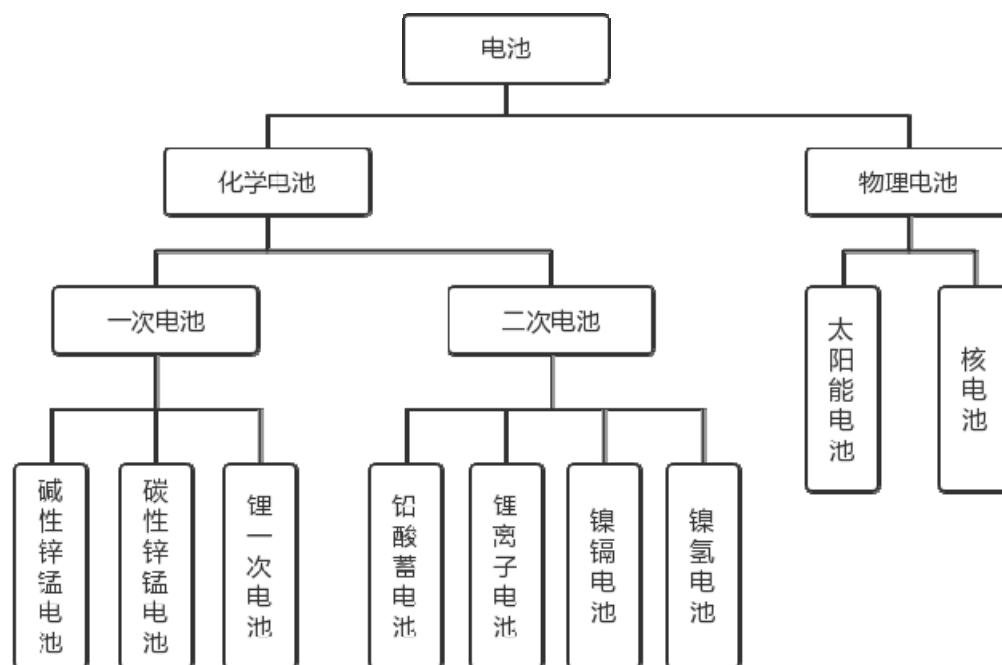 电池
化学电池
物理电池
一次电池
二次电池
太阳能电池
核电池
碱性锌锰电池
碳性锌锰电池
锂一次电池
铅酸蓄电池
锂离子电池
镍镉电池
镍氢电池